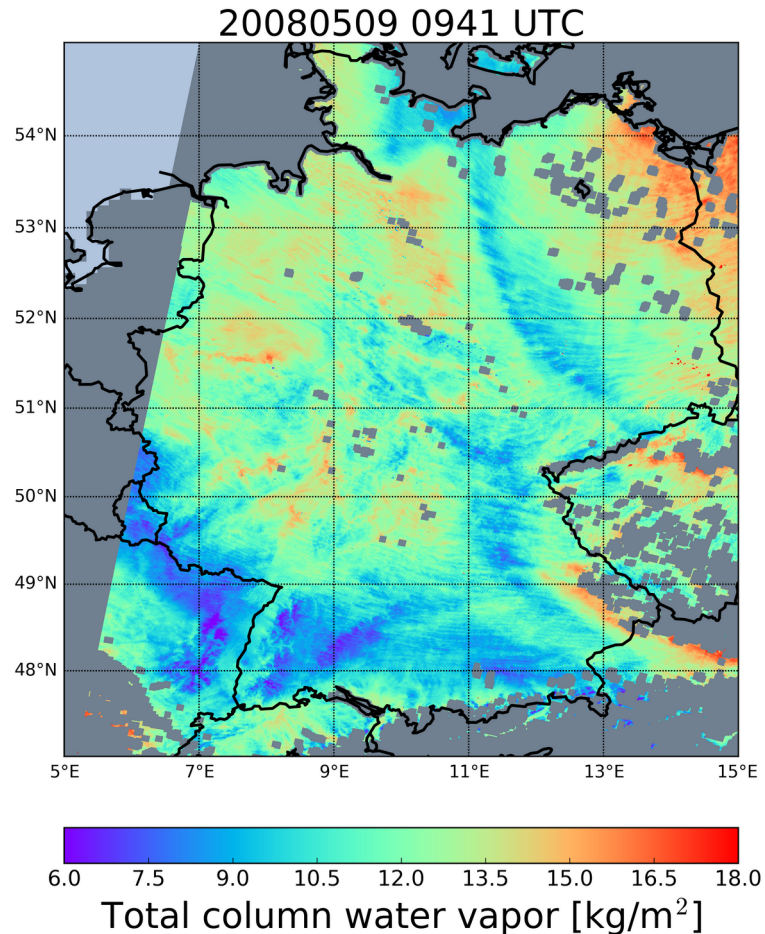 20080509 0941 UTC
54°N
53°N
52°N
51°N
50°N
49°N
48°N
5°E 7°E 9°E 11°E 13°E 15°E
6.0 7.5 9.0 10.5 12.0 13.5 15.0 16.5 18.0
Total column water vapor [kg/m²]